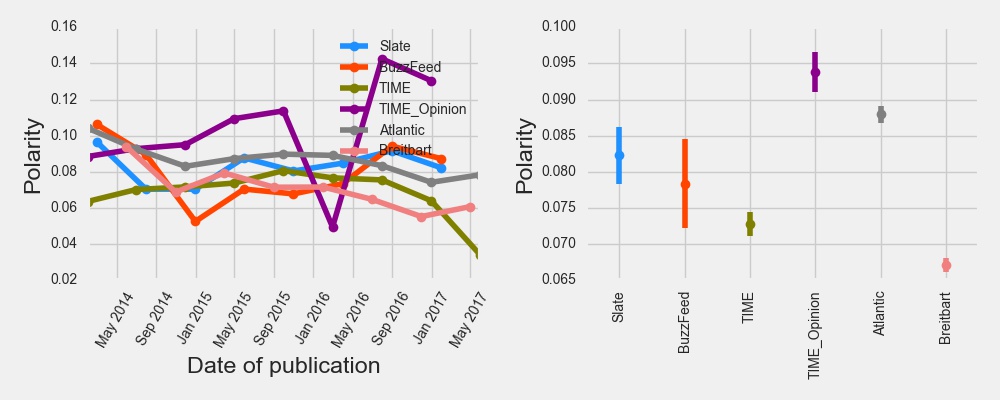 0.16
0.14
0.12
0.10
0.08
0.06
0.04
0.02
Polarity
Slate
BuzzFeed
TIME
TIME_Opinion
Atlantic
Breitbart
May 2014
Sep 2014
Jan 2015
May 2015
Sep 2015
Jan 2016
May 2016
Sep 2016
Jan 2017
May 2017
Date of publication
0.100
0.095
0.090
0.085
0.080
0.075
0.070
0.065
Polarity
Slate
BuzzFeed
TIME
TIME_Opinion
Atlantic
Breitbart